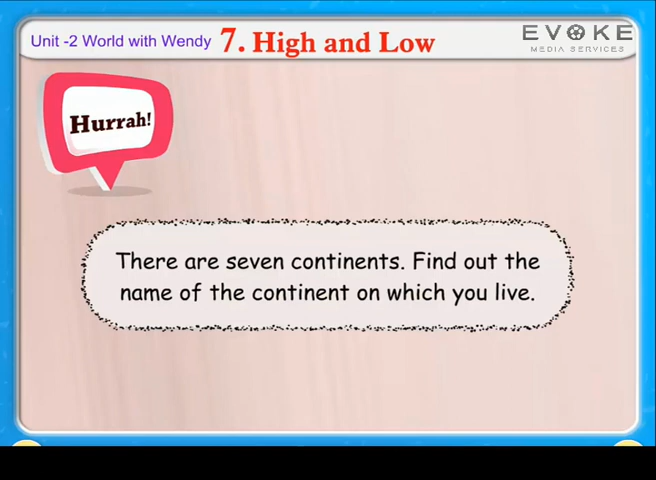 Unit -2 World with Wendy 7. High and Low
EVOKE
MEDIA SERVICES
Hurrah!
There are seven continents. Find out the
name of the continent on which you live.